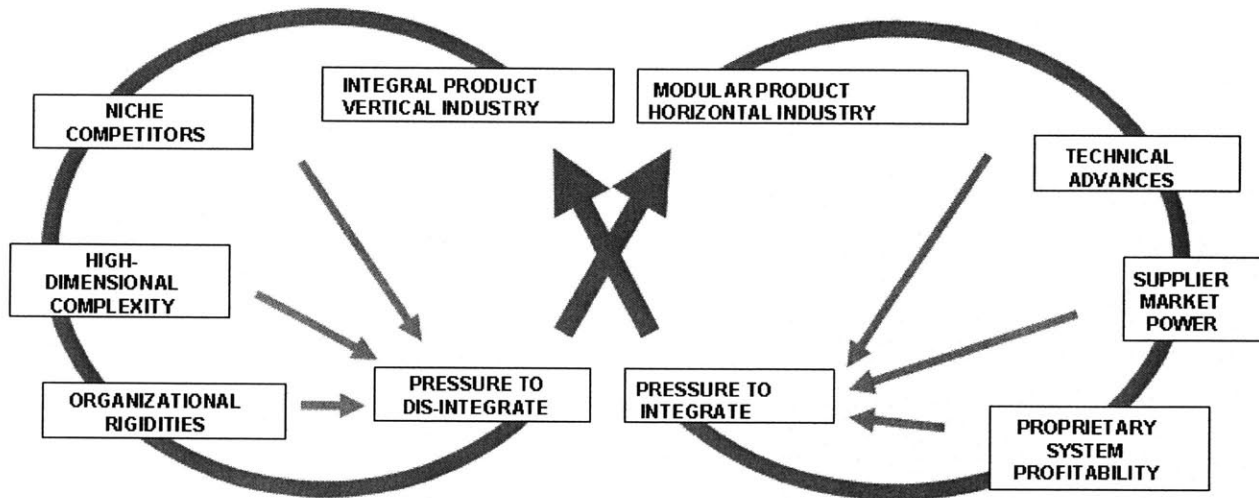 INTEGRAL PRODUCT
VERTICAL INDUSTRY
MODULAR PRODUCT
HORIZONTAL INDUSTRY
NICHE
COMPETITORS
TECHNICAL
ADVANCES
HIGH-
DIMENSIONAL
COMPLEXITY
SUPPLIER
MARKET
POWER
ORGANIZATIONAL
RIGIDITIES
PRESSURE TO
DIS-INTEGRATE
PRESSURE TO
INTEGRATE
PROPRIETARY
SYSTEM
PROFITABILITY